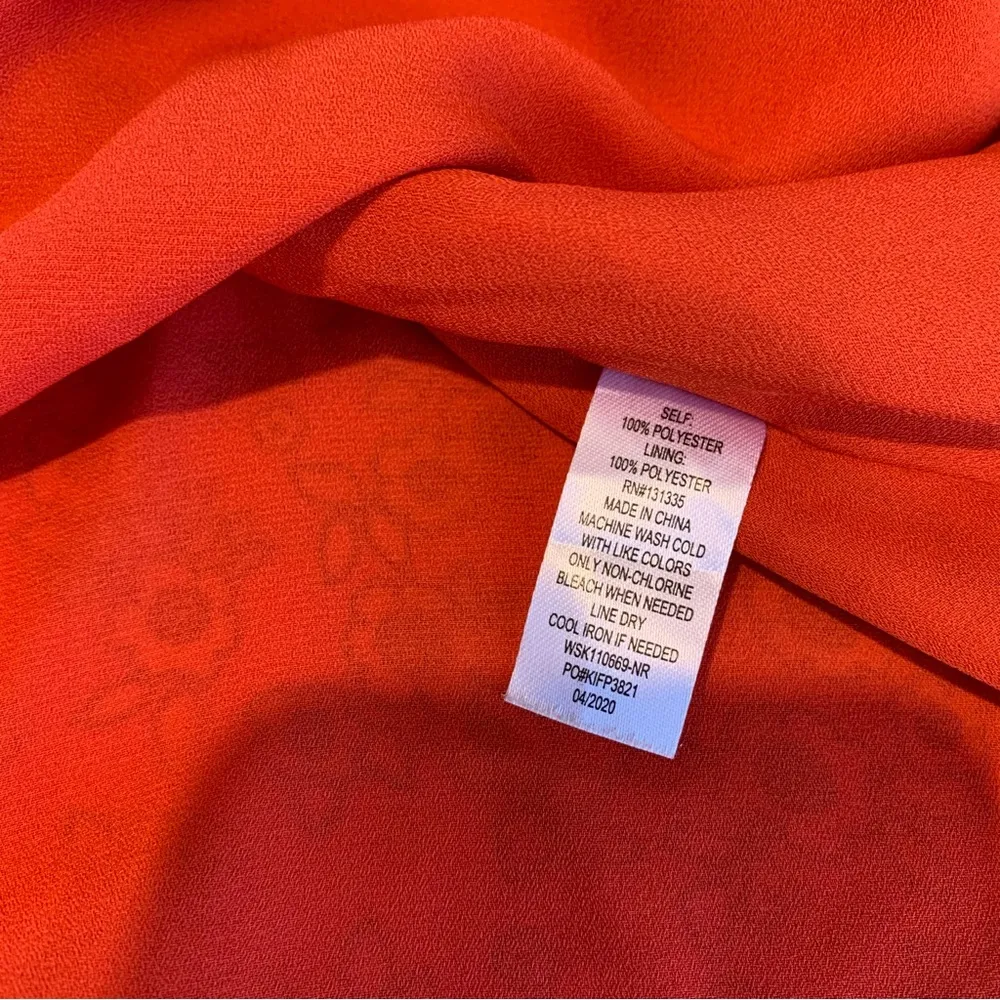 SELF:
100% POLYESTER
LINING:
100% POLYESTER
RN#131335
MADE IN CHINA
MACHINE WASH COLD
WITH LIKE COLORS
ONLY NON-CHLORINE
BLEACH WHEN NEEDED
LINE DRY
COOL IRON IF NEEDED
WSK110669-NR
PO#KIFP3821
04/2020